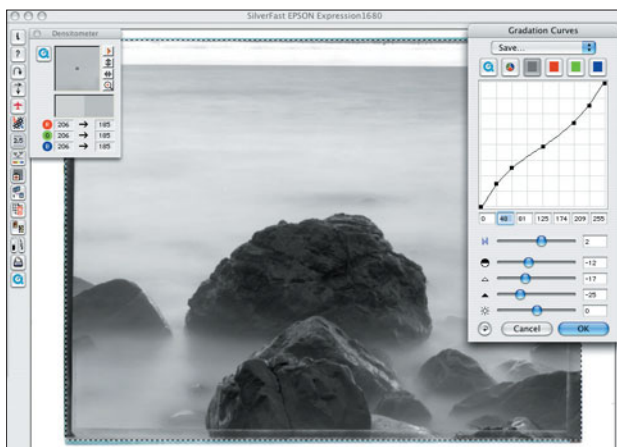 SilverFast EPSON Expression1680
Densitometer
i
?
R 206 → 185
G 206 → 185
B 206 → 185
Gradation Curves
Save...
0 48 81 125 174 209 255
2
-12
-17
-25
0
Cancel OK